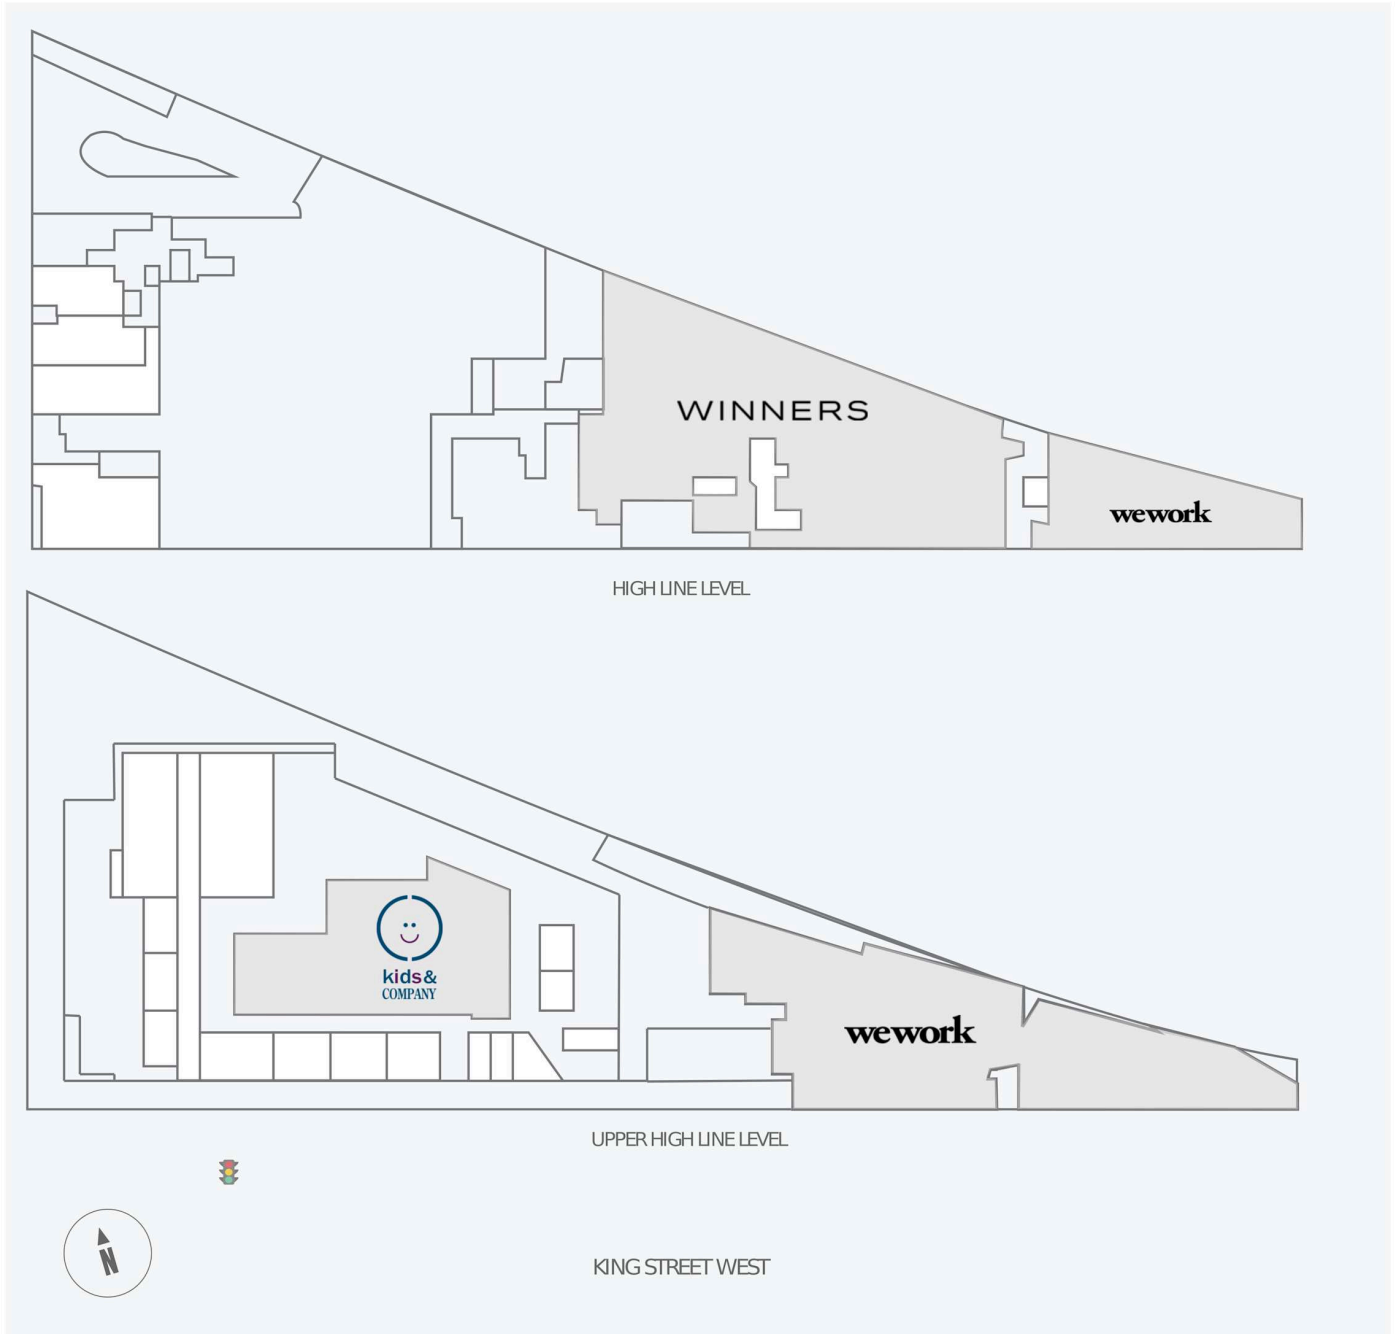 WINNERS
wework
HIGH LINE LEVEL
kids&
COMPANY
wework
UPPER HIGH LINE LEVEL
N
KING STREET WEST